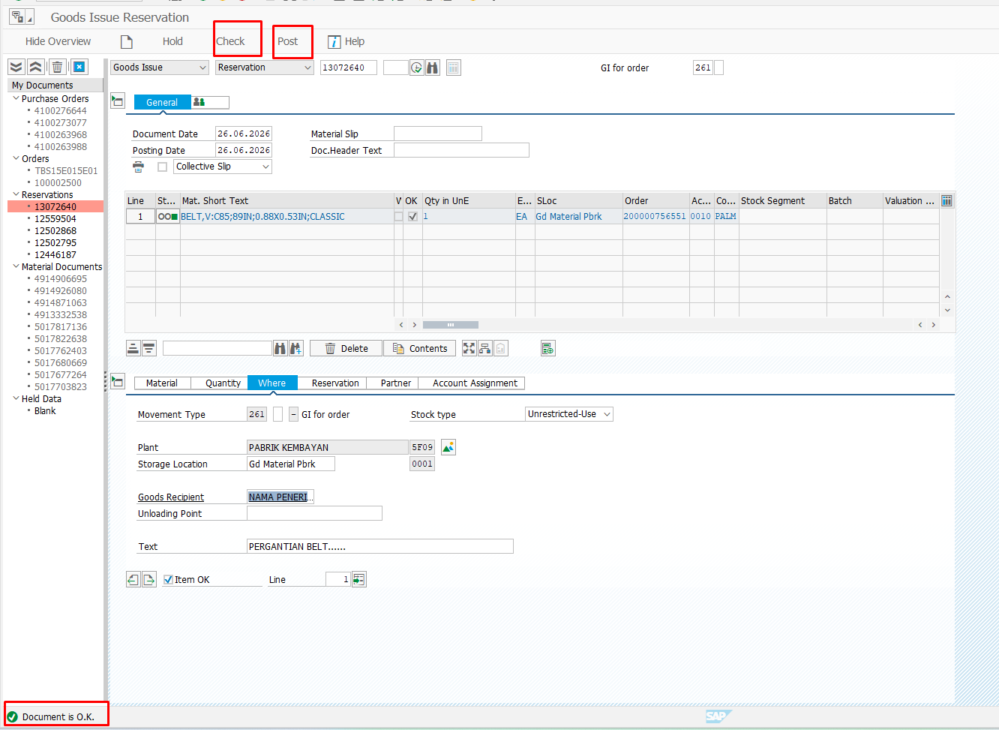 Goods Issue Reservation
Hide Overview Hold Check Post Help
Goods Issue Reservation 13072640 GI for order 261
My Documents
Purchase Orders
4100276644
4100273077
4100263968
4100263988
Orders
TBS15E015E01
100002500
Reservations
13072640
12559504
12502868
12502795
12446187
Material Documents
4914906695
4914926080
4914871063
4913332538
5017817136
5017822638
5017762403
5017680669
5017677264
5017703823
Held Data
Blank
General
Document Date 26.06.2026 Material Slip
Posting Date 26.06.2026 Doc.Header Text
Collective Slip
Line St... Mat. Short Text V OK Qty in UnE E... SLoc Order Ac... Co... Stock Segment Batch Valuation ...
1 BELT,V:C85;89IN;0.88X0.53IN;CLASSIC 1 EA Gd Material Pbrk 200000756551 0010 PALM
Delete Contents
Material Quantity Where Reservation Partner Account Assignment
Movement Type 261 - GI for order Stock type Unrestricted-Use
Plant PABRIK KEMBAYAN 5F09
Storage Location Gd Material Pbrk 0001
Goods Recipient NAMA PENERI...
Unloading Point
Text PERGANTIAN BELT......
Item OK Line 1
Document is O.K.
SAP